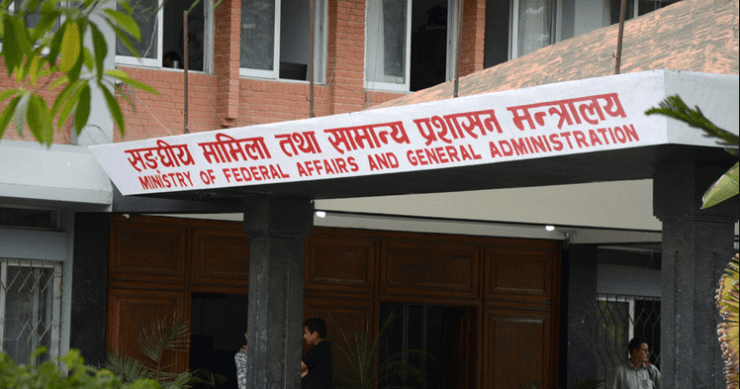 सङ्घीय मामिला तथा सामान्य प्रशासन मन्त्रालय
MINISTRY OF FEDERAL AFFAIRS AND GENERAL ADMINISTRATION